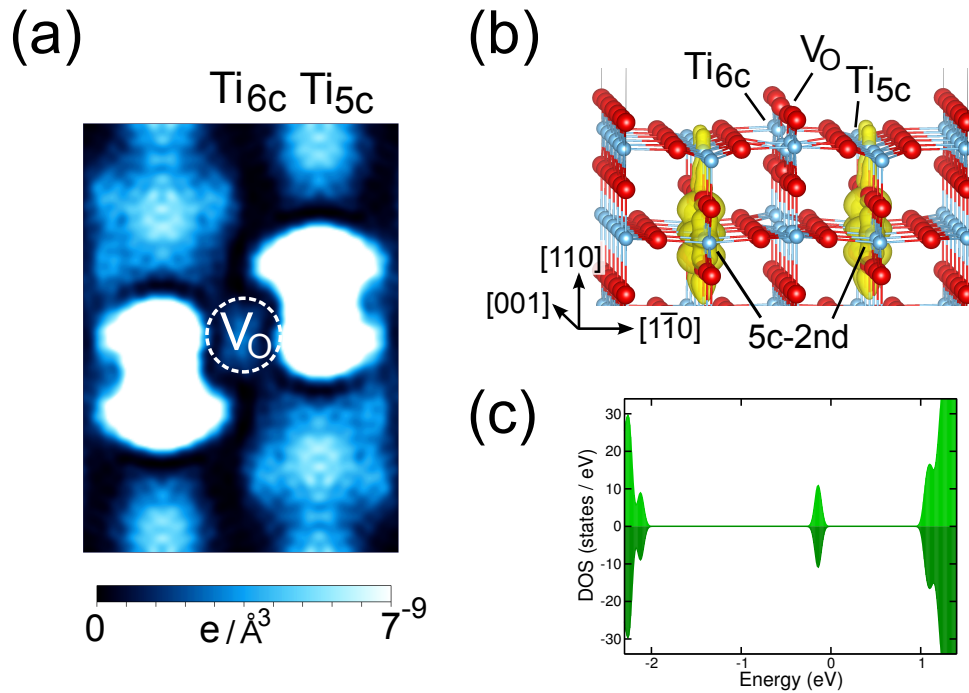 (a)
Ti6c Ti5c
VO
0 e/Å3 7-9
(b)
Ti6c
VO
Ti5c
[110]
[001]
[11̅0]
5c-2nd
(c)
DOS (states / eV)
30
20
10
0
10
20
-30
-2 -1 0 1
Energy (eV)